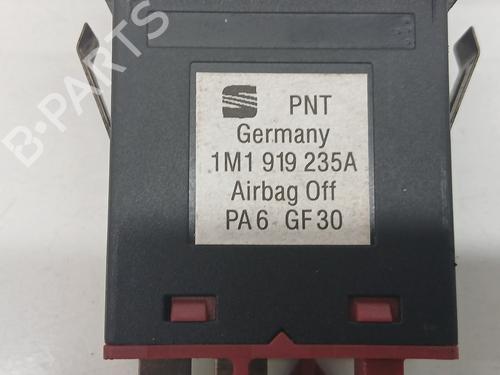 B-PARTS
PNT
Germany
1M1 919 235A
Airbag Off
PA6 GF30